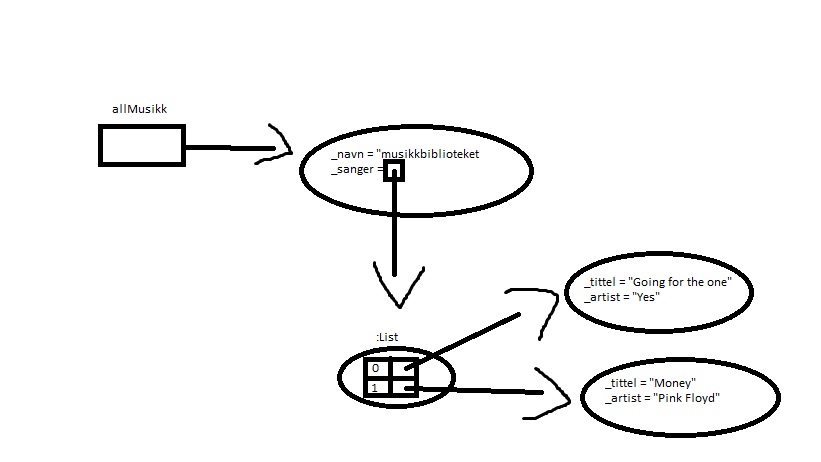 allMusikk
_navn = "musikkbiblioteket
_sanger =
:List
0
1
_tittel = "Going for the one"
_artist = "Yes"
_tittel = "Money"
_artist = "Pink Floyd"